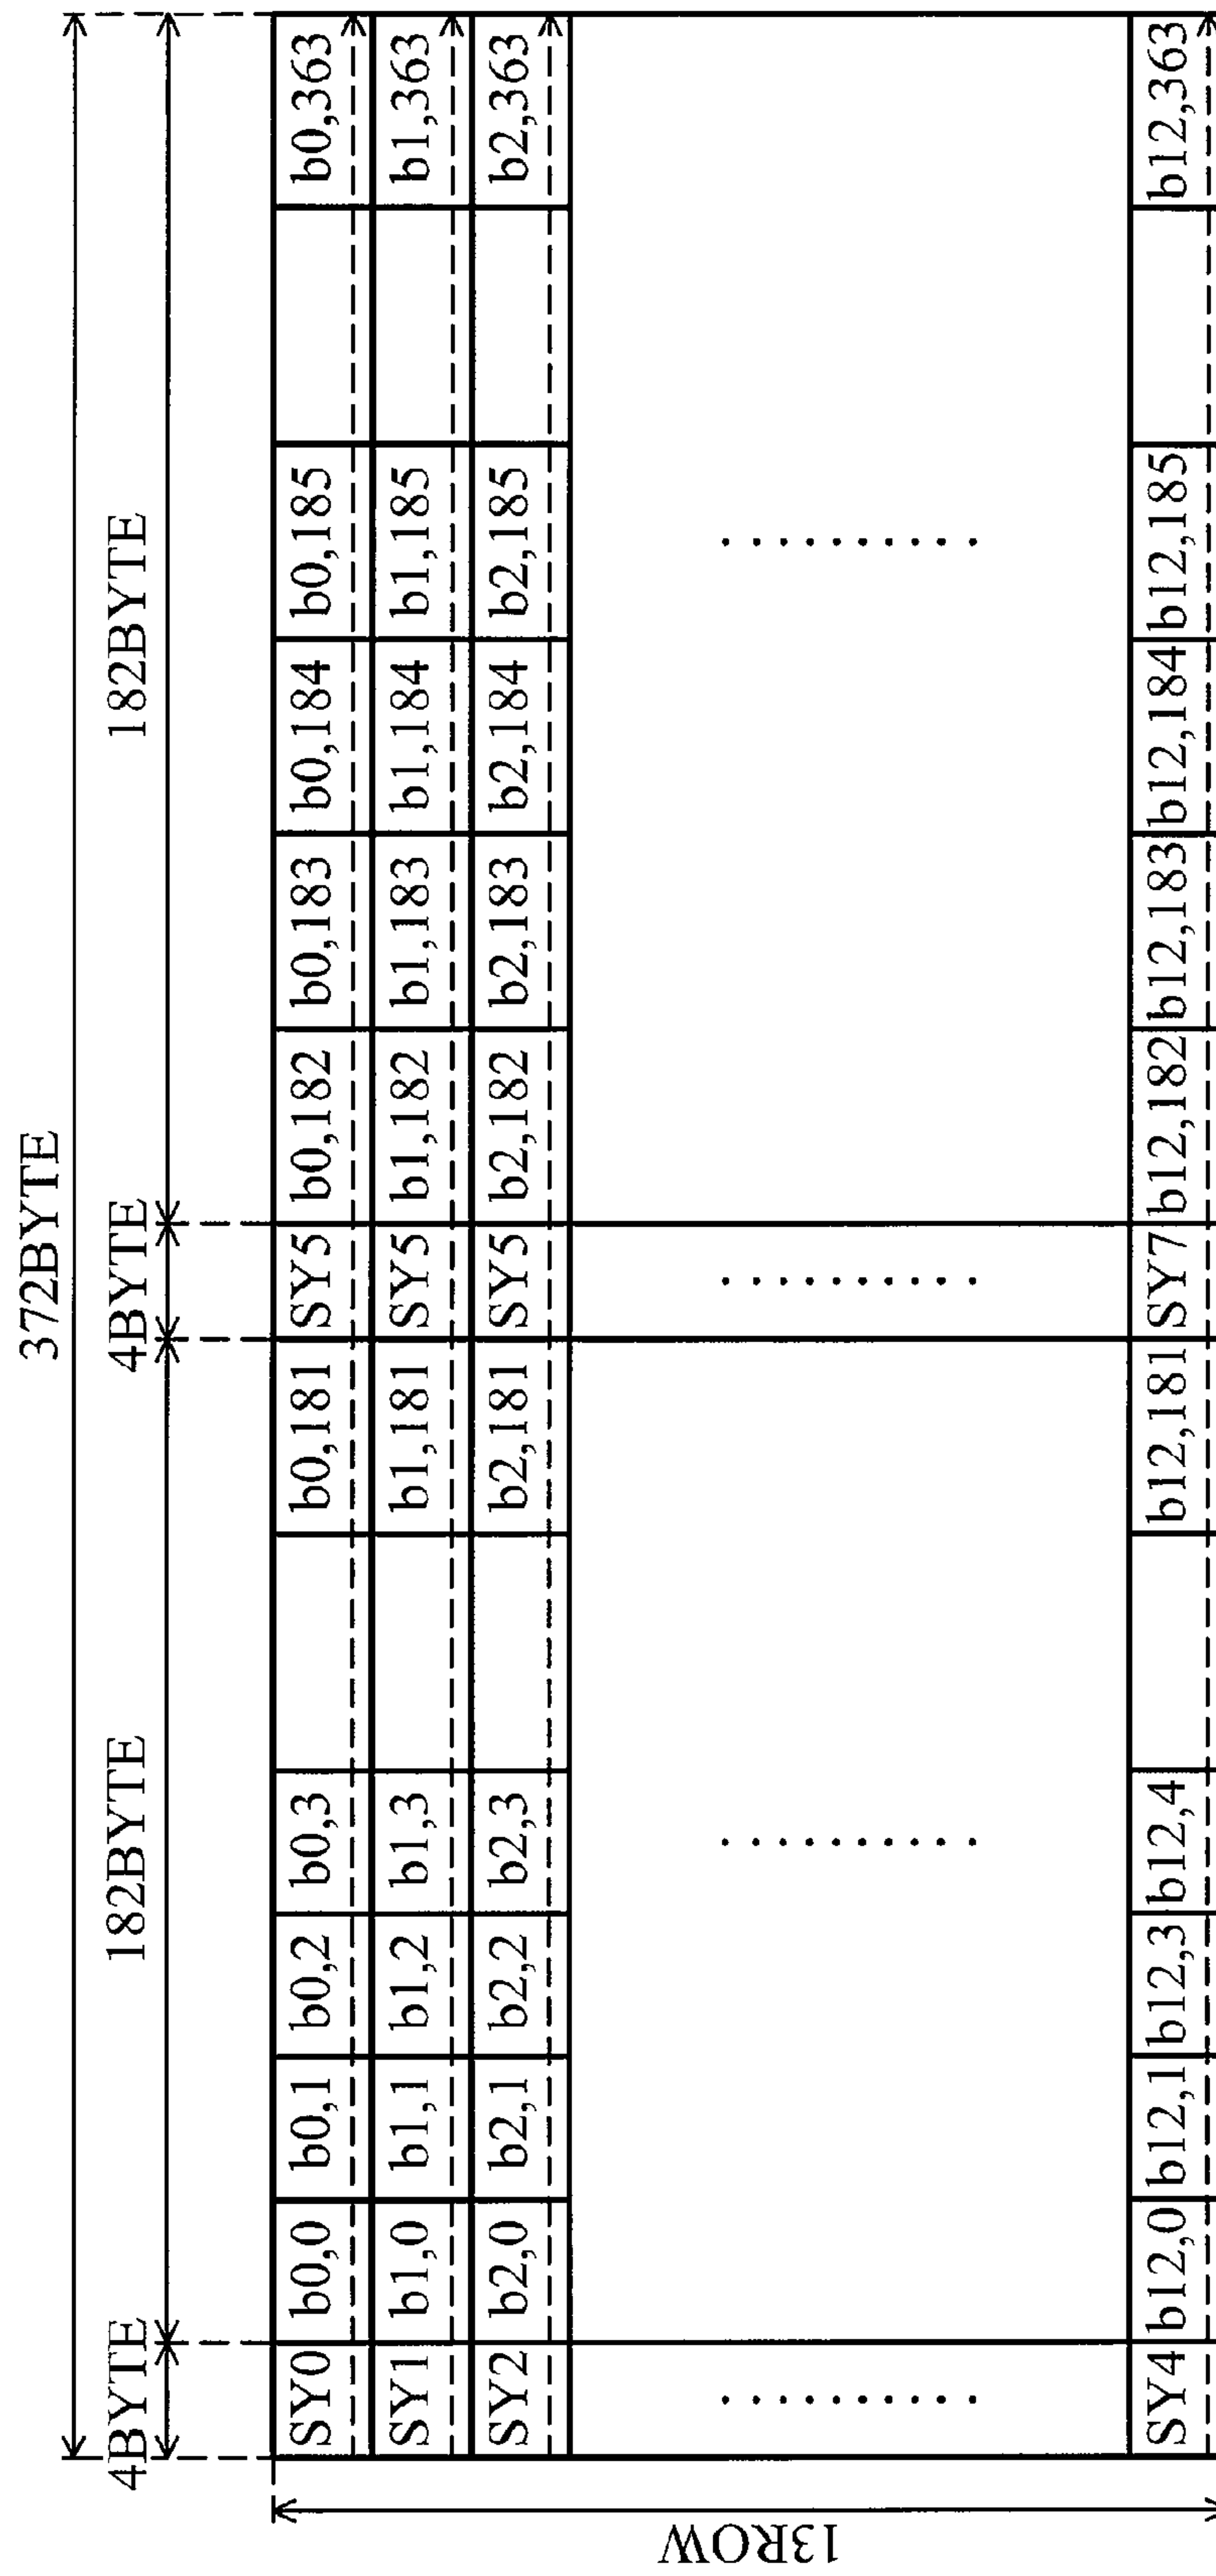 372BYTE
4BYTE 182BYTE 4BYTE 182BYTE
SY0 b0,0 b0,1 b0,2 b0,3 b0,181 SY5 b0,182 b0,183 b0,184 b0,185 b0,363
SY1 b1,0 b1,1 b1,2 b1,3 b1,181 SY5 b1,182 b1,183 b1,184 b1,185 b1,363
SY2 b2,0 b2,1 b2,2 b2,3 b2,181 SY5 b2,182 b2,183 b2,184 b2,185 b2,363
SY4 b12,0 b12,1 b12,3 b12,4 b12,181 SY7 b12,182 b12,183 b12,184 b12,185 b12,363
13ROW